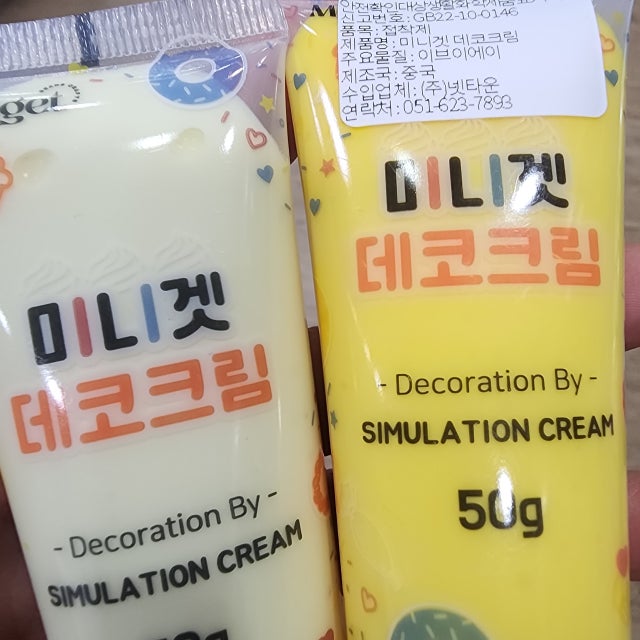 get
미니겟
데코크림
- Decoration By -
SIMULATION CREAM
안전확인대상생활화학제품
신고번호 : GB22-10-0146
품목 : 접착제
제품명 : 미니겟 데코크림
주요물질 : 이브이에이
제조국 : 중국
수입업체 : (주)넷타운
연락처 : 051-623-7893
미니겟
데코크림
- Decoration By -
SIMULATION CREAM
50g